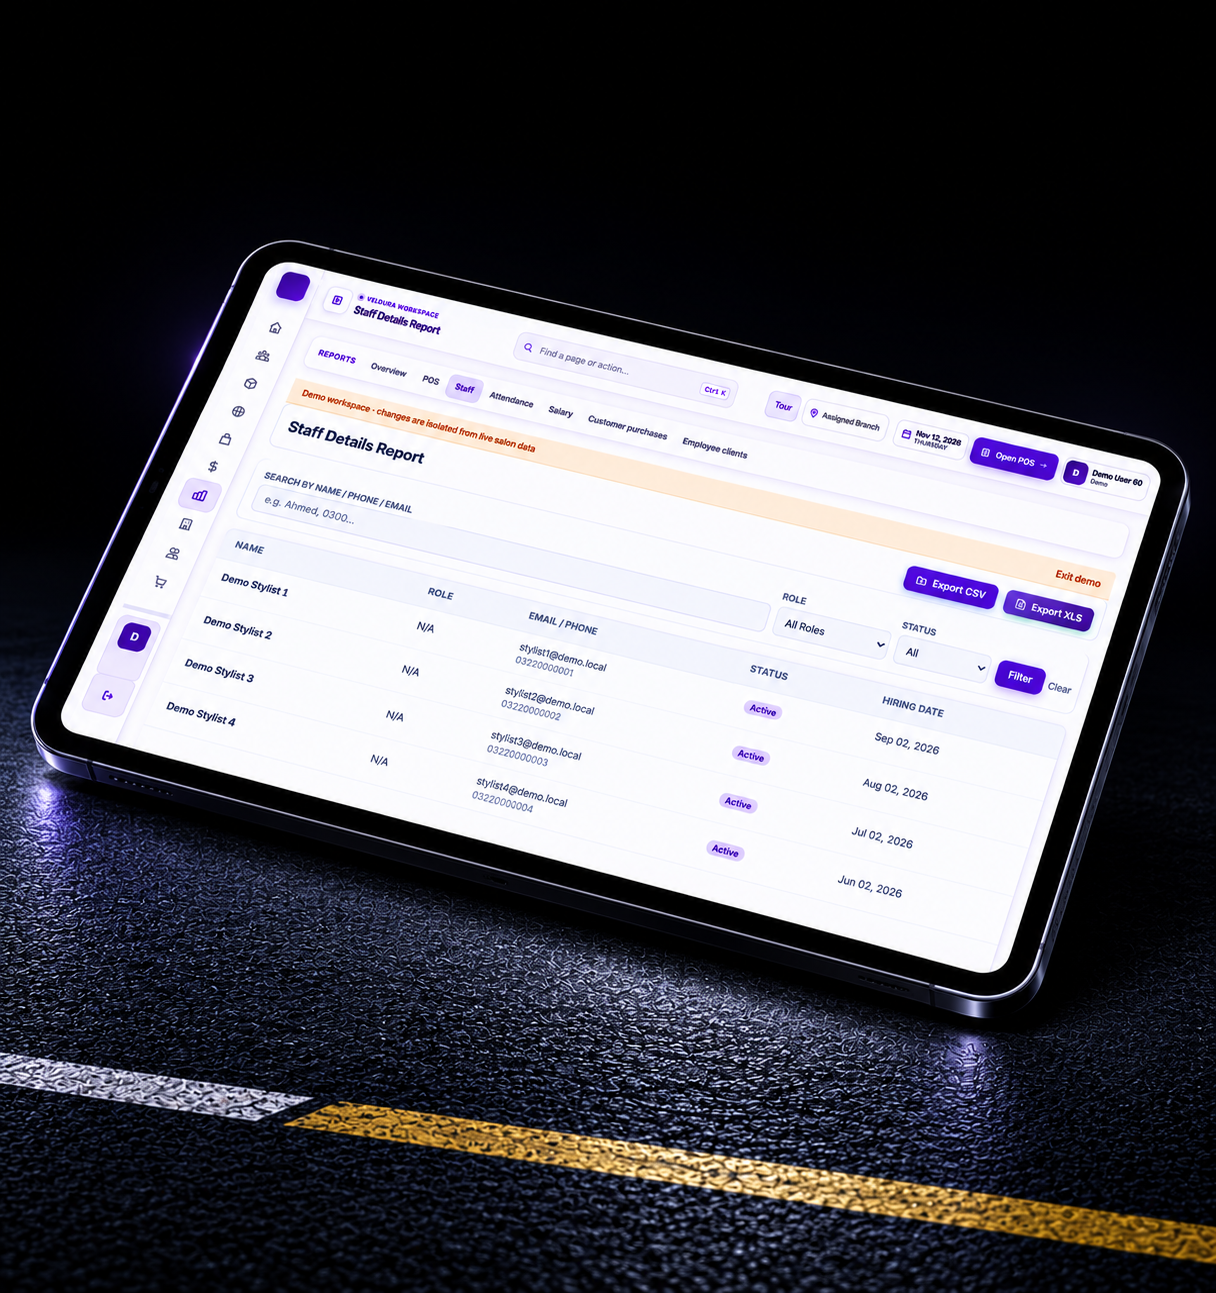 VELDURA WORKSPACE
Staff Details Report
Find a page or action...
Ctrl K
Tour
Assigned Branch
Nov 12, 2026
THURSDAY
Open POS →
D
Demo User 60
Demo
REPORTS
Overview
POS
Staff
Attendance
Salary
Customer purchases
Employee clients
Demo workspace · changes are isolated from live salon data
Exit demo
Staff Details Report
Export CSV
Export XLS
SEARCH BY NAME / PHONE / EMAIL
e.g. Ahmed, 0300...
ROLE
All Roles
STATUS
All
Filter
Clear
NAME
ROLE
EMAIL / PHONE
STATUS
HIRING DATE
Demo Stylist 1
N/A
stylist1@demo.local
03220000001
Active
Sep 02, 2026
Demo Stylist 2
N/A
stylist2@demo.local
03220000002
Active
Aug 02, 2026
Demo Stylist 3
N/A
stylist3@demo.local
03220000003
Active
Jul 02, 2026
Demo Stylist 4
N/A
stylist4@demo.local
03220000004
Active
Jun 02, 2026
D